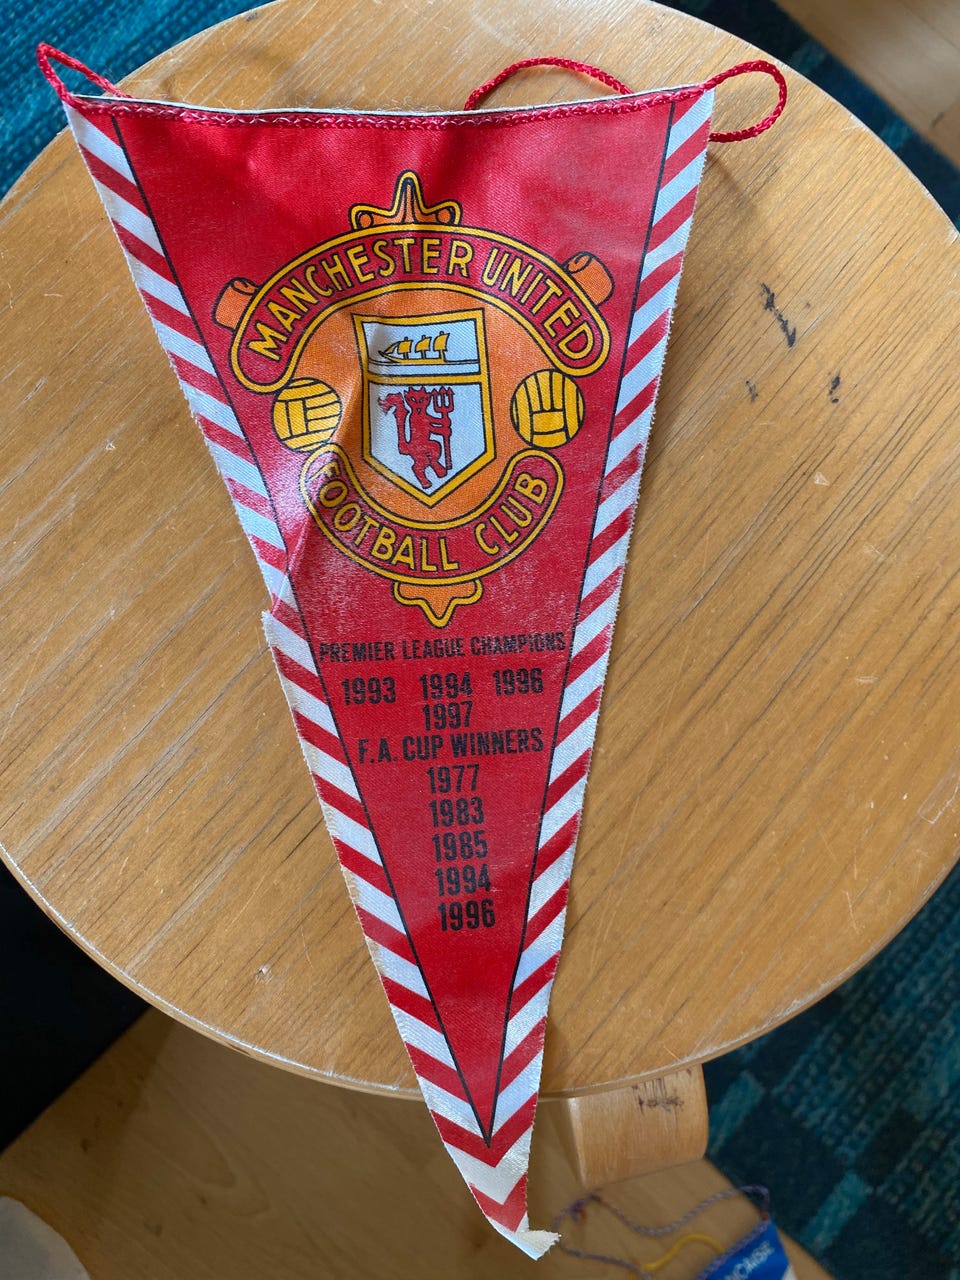 MANCHESTER UNITED
FOOTBALL CLUB
PREMIER LEAGUE CHAMPIONS
1993 1994 1996
1997
F.A. CUP WINNERS
1977
1983
1985
1994
1996